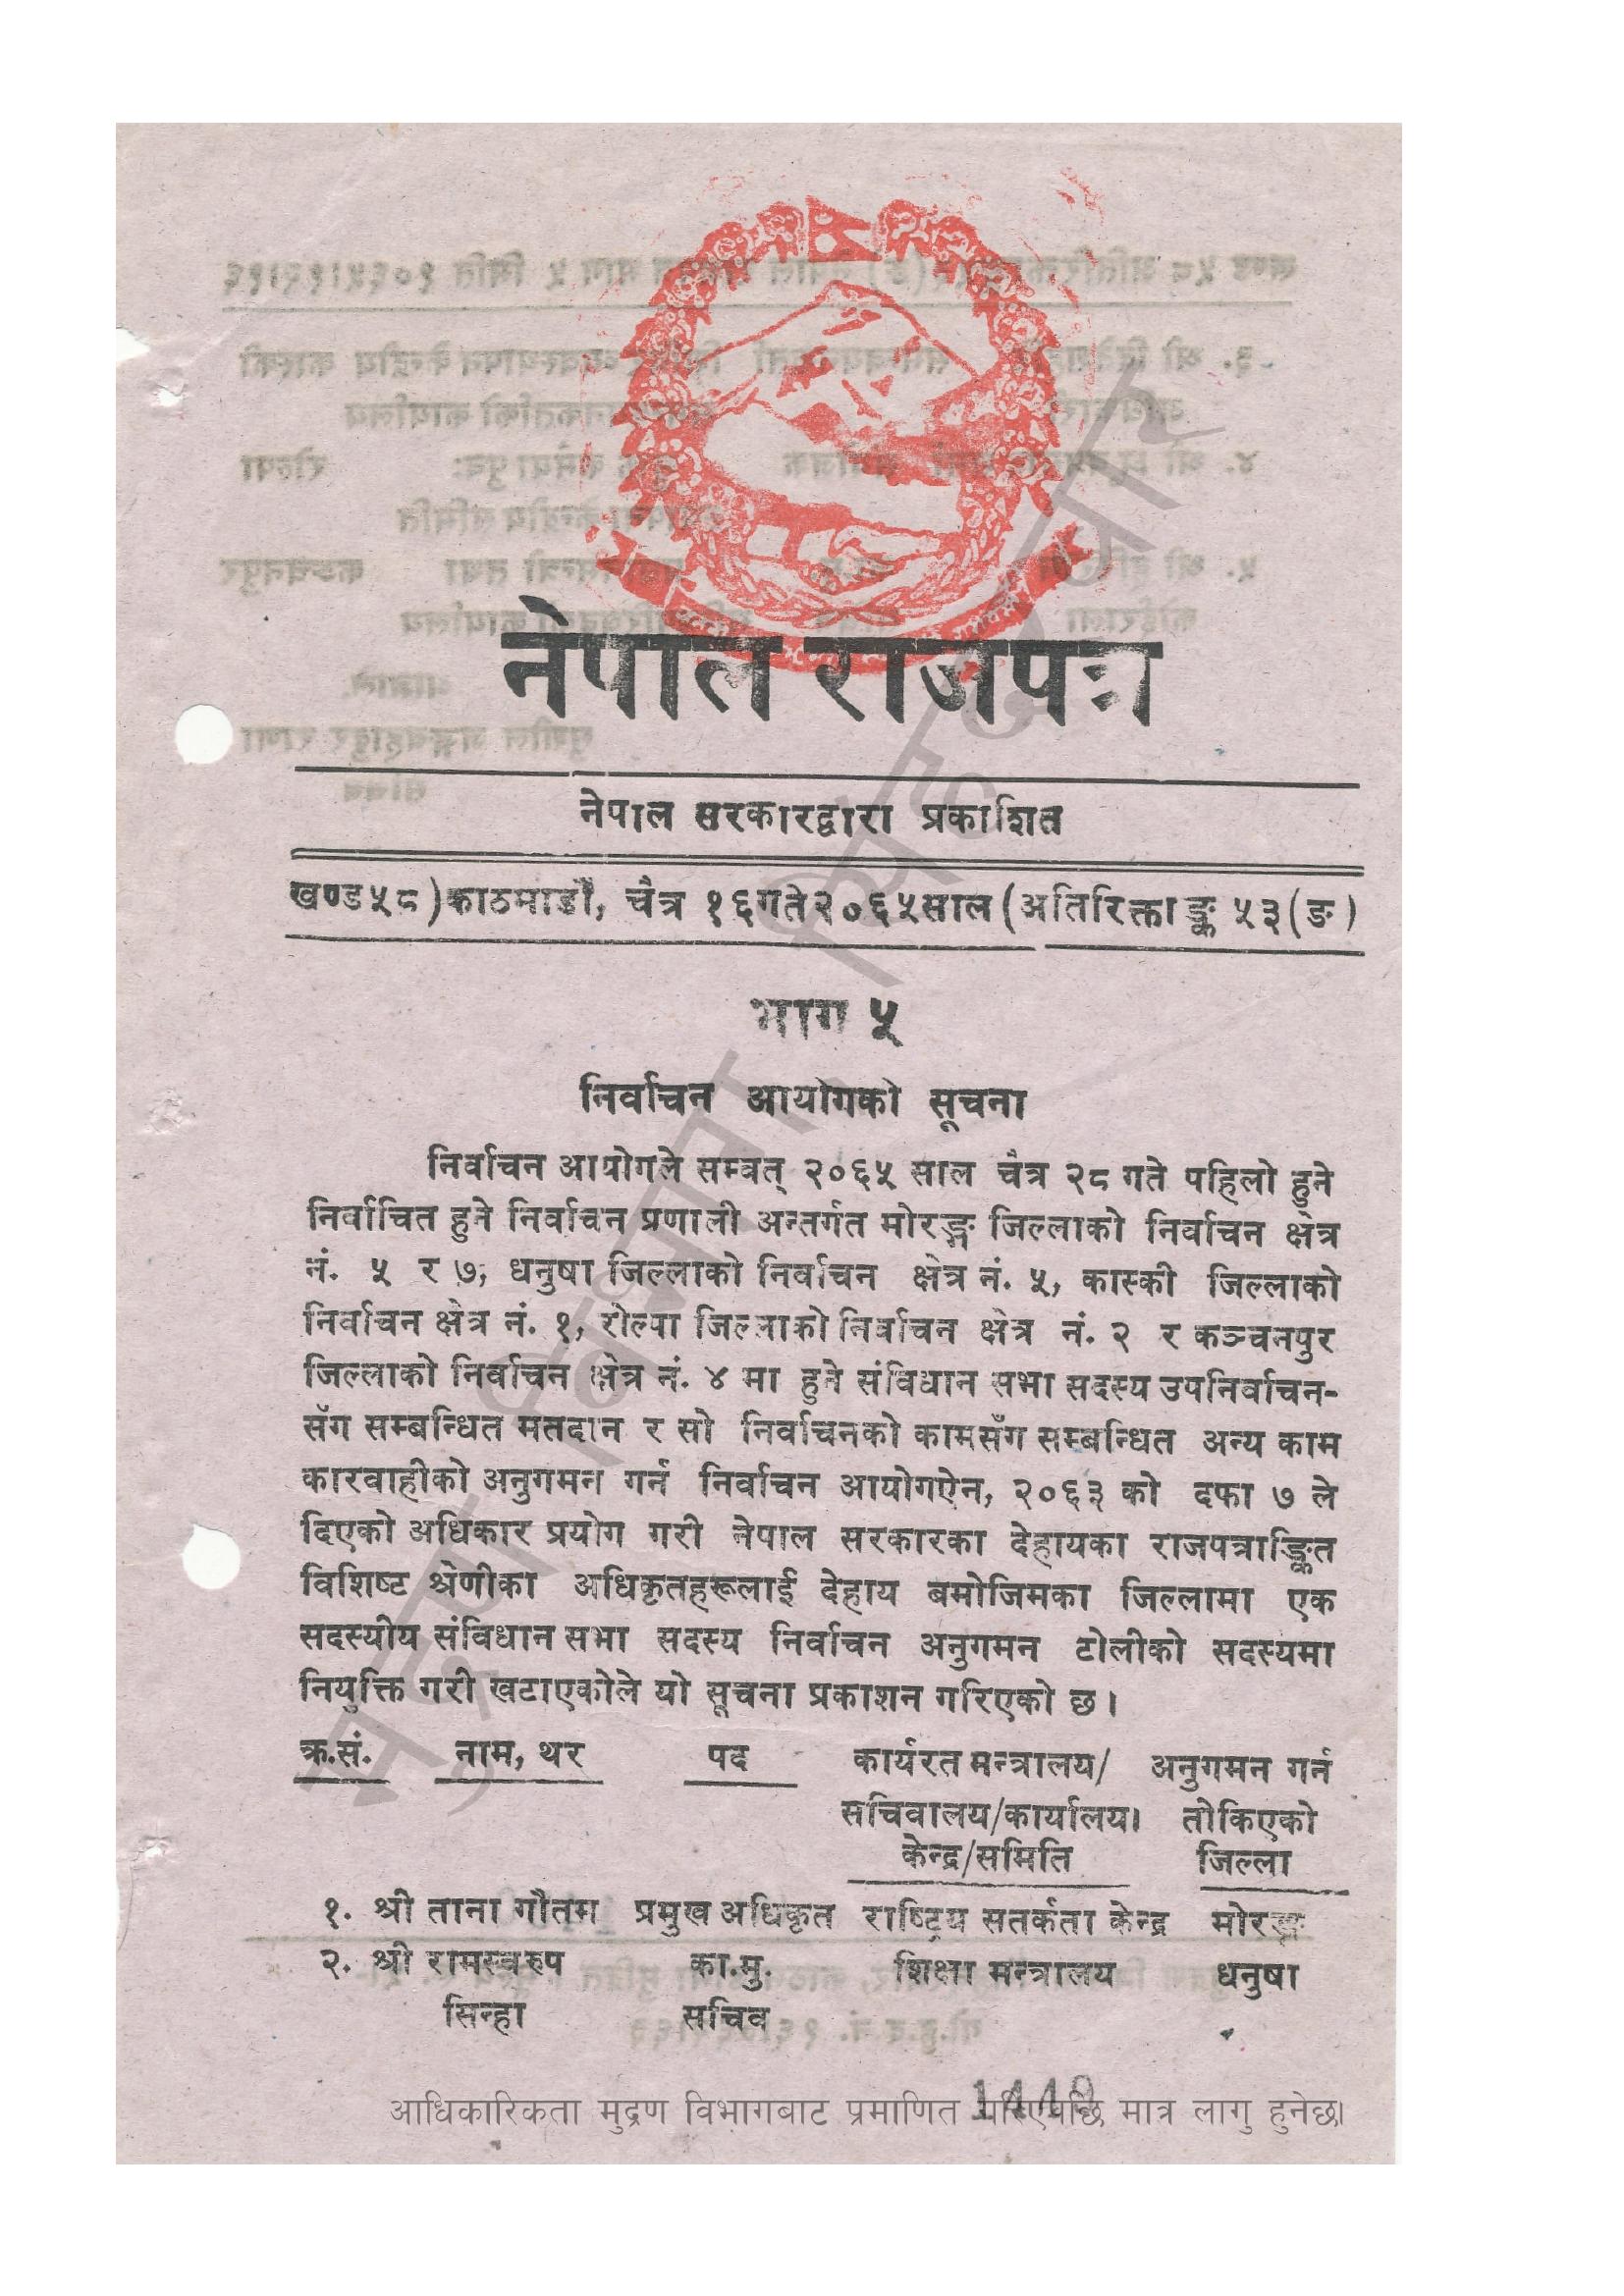 नेपाल राजपत्र
नेपाल सरकारद्वारा प्रकाशित
खण्ड ५८) काठमाडौं, चैत्र १६ गते २०६५ साल (अतिरिक्ताङ्क ५३(ङ)
भाग ५
निर्वाचन आयोगको सूचना
निर्वाचन आयोगले सम्वत् २०६५ साल चैत्र २८ गते पहिलो हुने
निर्वाचित हुने निर्वाचन प्रणाली अन्तर्गत मोरङ्ग जिल्लाको निर्वाचन क्षेत्र
नं. ५ र ७, धनुषा जिल्लाको निर्वाचन क्षेत्र नं. ५, कास्की जिल्लाको
निर्वाचन क्षेत्र नं. १, रोल्पा जिल्लाको निर्वाचन क्षेत्र नं. २ र कञ्चनपुर
जिल्लाको निर्वाचन क्षेत्र नं. ४ मा हुने संविधान सभा सदस्य उपनिर्वाचन-
सँग सम्बन्धित मतदान र सो निर्वाचनको कामसँग सम्बन्धित अन्य काम
कारवाहीको अनुगमन गर्न निर्वाचन आयोगऐन, २०६३ को दफा ७ ले
दिएको अधिकार प्रयोग गरी नेपाल सरकारका देहायका राजपत्राङ्कित
विशिष्ट श्रेणीका अधिकृतहरूलाई देहाय बमोजिमका जिल्लामा एक
सदस्यीय संविधान सभा सदस्य निर्वाचन अनुगमन टोलीको सदस्यमा
नियुक्ति गरी खटाएकोले यो सूचना प्रकाशन गरिएको छ।
क्र.सं. नाम, थर पद कार्यरत मन्त्रालय/ अनुगमन गर्न
सचिवालय/कार्यालय। तोकिएको
केन्द्र/समिति जिल्ला
१. श्री ताना गौतम प्रमुख अधिकृत राष्ट्रिय सतर्कता केन्द्र मोरङ्ग
२. श्री रामस्वरुप का.मु. शिक्षा मन्त्रालय धनुषा
सिन्हा सचिव
आधिकारिकता मुद्रण विभागबाट प्रमाणित गरिएपछि मात्र लागु हुनेछ।